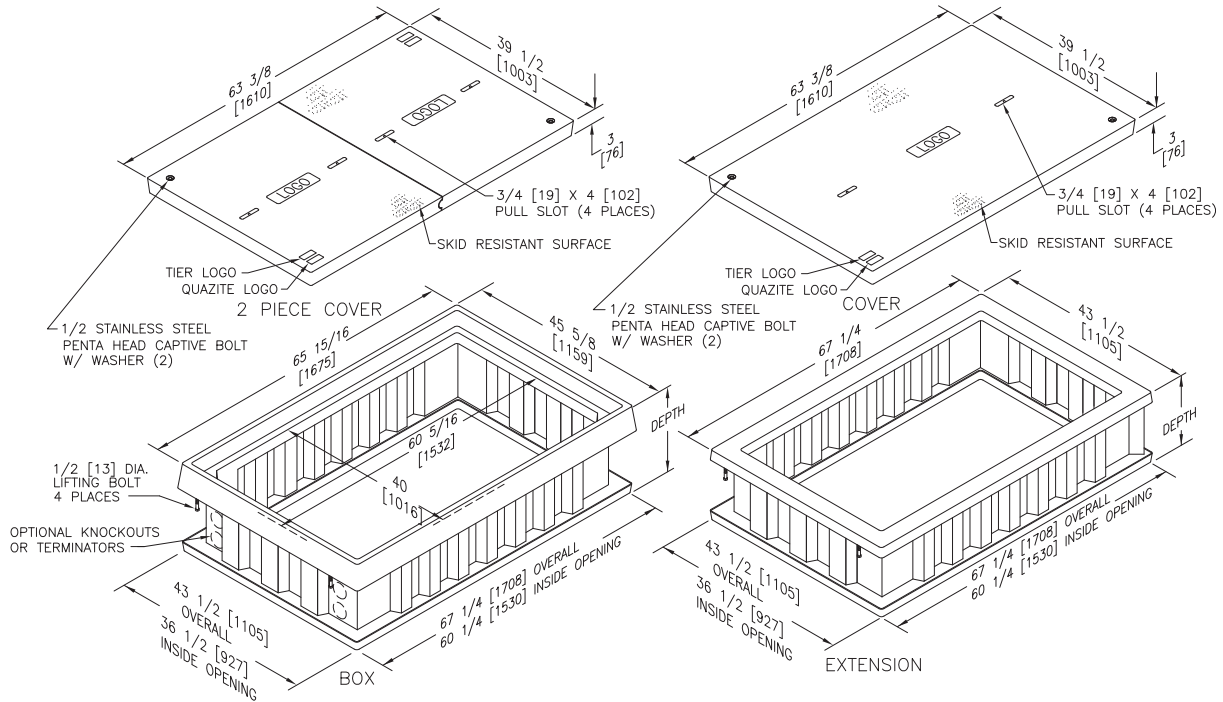 63 3/8
[1610]
39 1/2
[1003]
3
[76]
LOGO
LOGO
3/4 [19] X 4 [102]
PULL SLOT (4 PLACES)
SKID RESISTANT SURFACE
TIER LOGO
QUAZITE LOGO
2 PIECE COVER
1/2 STAINLESS STEEL
PENTA HEAD CAPTIVE BOLT
W/ WASHER (2)
63 3/8
[1610]
39 1/2
[1003]
3
[76]
LOGO
3/4 [19] X 4 [102]
PULL SLOT (4 PLACES)
SKID RESISTANT SURFACE
TIER LOGO
QUAZITE LOGO
COVER
1/2 STAINLESS STEEL
PENTA HEAD CAPTIVE BOLT
W/ WASHER (2)
65 15/16
[1675]
45 5/8
[1159]
DEPTH
60 5/16
[1532]
40
[1016]
1/2 [13] DIA.
LIFTING BOLT
4 PLACES
OPTIONAL KNOCKOUTS
OR TERMINATORS
43 1/2 [1105]
OVERALL
36 1/2 [927]
INSIDE OPENING
67 1/4 [1708] OVERALL
60 1/4 [1530] INSIDE OPENING
BOX
67 1/4
[1708]
43 1/2
[1105]
DEPTH
43 1/2 [1105]
OVERALL
36 1/2 [927]
INSIDE OPENING
67 1/4 [1708] OVERALL
60 1/4 [1530] INSIDE OPENING
EXTENSION